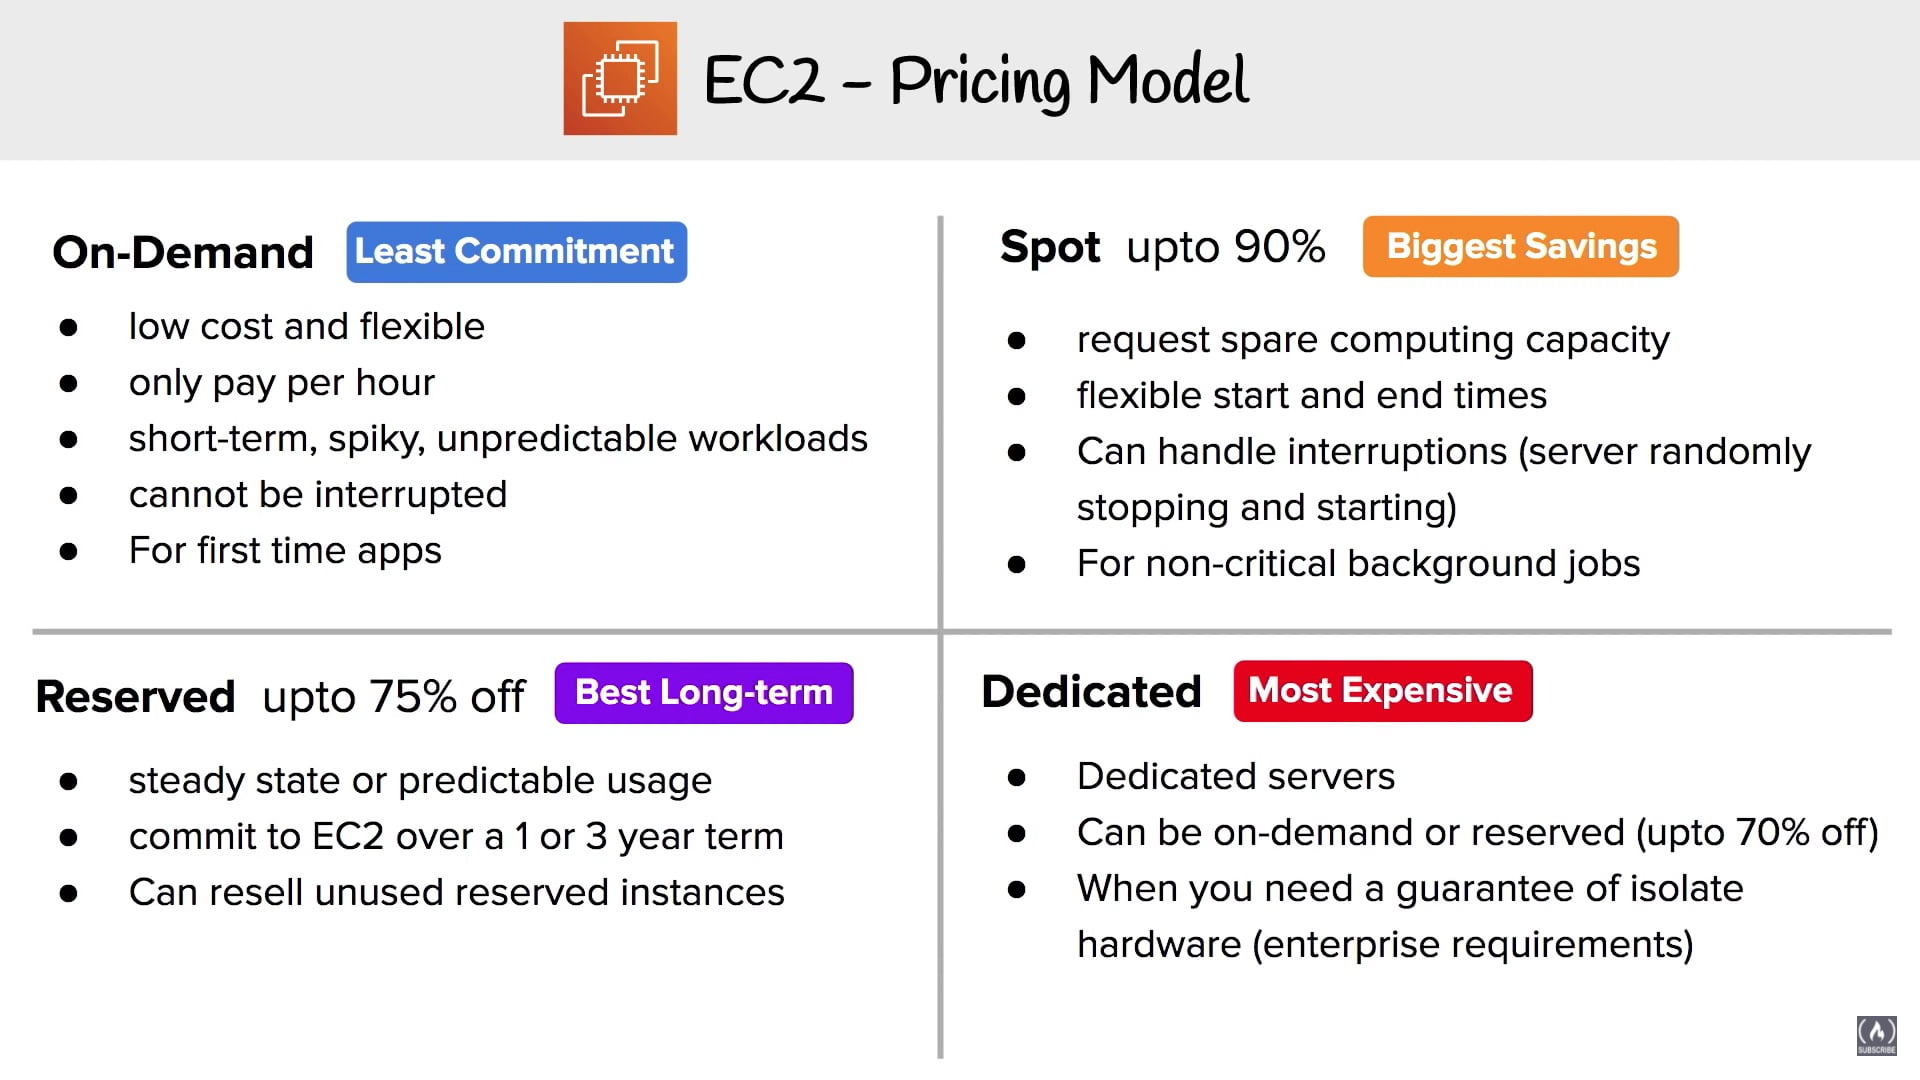 EC2 – Pricing Model
On-Demand Least Commitment
● low cost and flexible
● only pay per hour
● short-term, spiky, unpredictable workloads
● cannot be interrupted
● For first time apps
Spot upto 90% Biggest Savings
● request spare computing capacity
● flexible start and end times
● Can handle interruptions (server randomly
stopping and starting)
● For non-critical background jobs
Reserved upto 75% off Best Long-term
● steady state or predictable usage
● commit to EC2 over a 1 or 3 year term
● Can resell unused reserved instances
Dedicated Most Expensive
● Dedicated servers
● Can be on-demand or reserved (upto 70% off)
● When you need a guarantee of isolate
hardware (enterprise requirements)
SUBSCRIBE